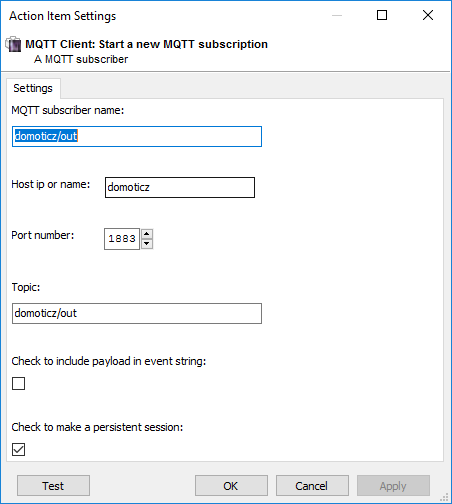 Action Item Settings
MQTT Client: Start a new MQTT subscription
A MQTT subscriber
Settings
MQTT subscriber name:
domoticz/out
Host ip or name: domoticz
Port number: 1883
Topic:
domoticz/out
Check to include payload in event string:
Check to make a persistent session:
Test OK Cancel Apply